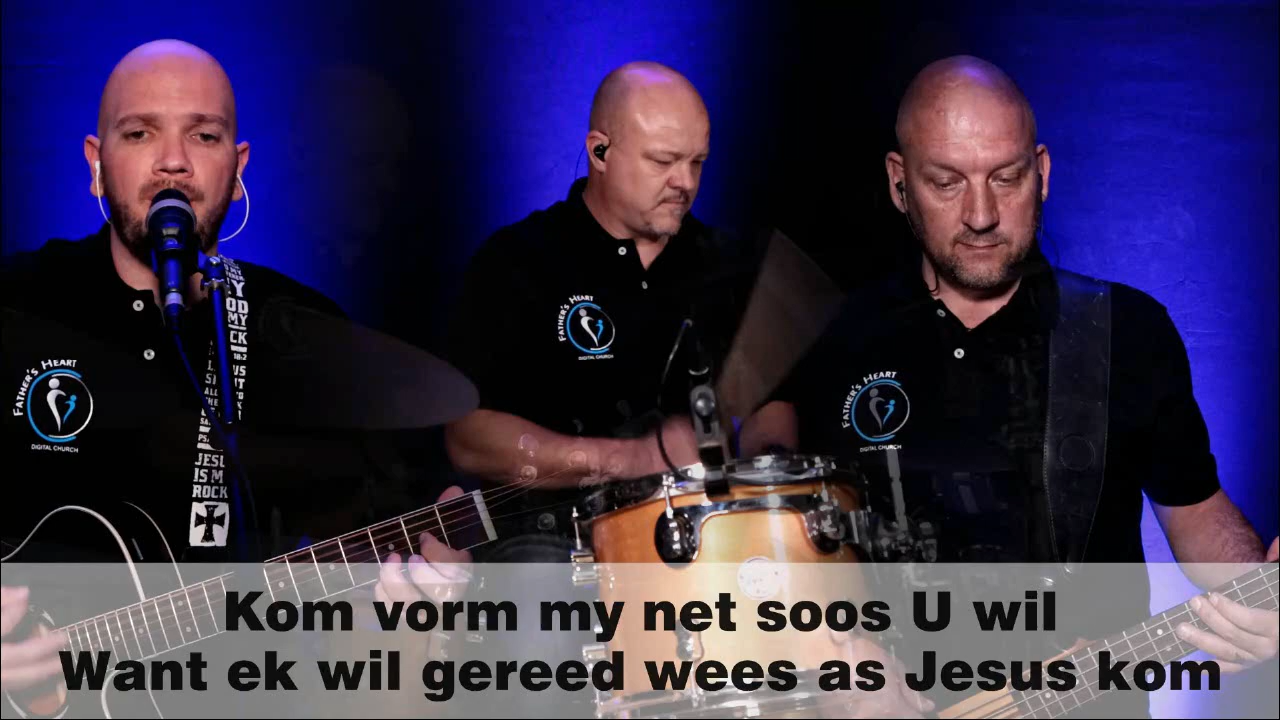 FATHER'S HEART
DIGITAL CHURCH
JESU
IS M
ROCK
FATHER'S HEART
DIGITAL CHURCH
FATHER'S HEART
DIGITAL CHURCH
Kom vorm my net soos U wil
Want ek wil gereed wees as Jesus kom